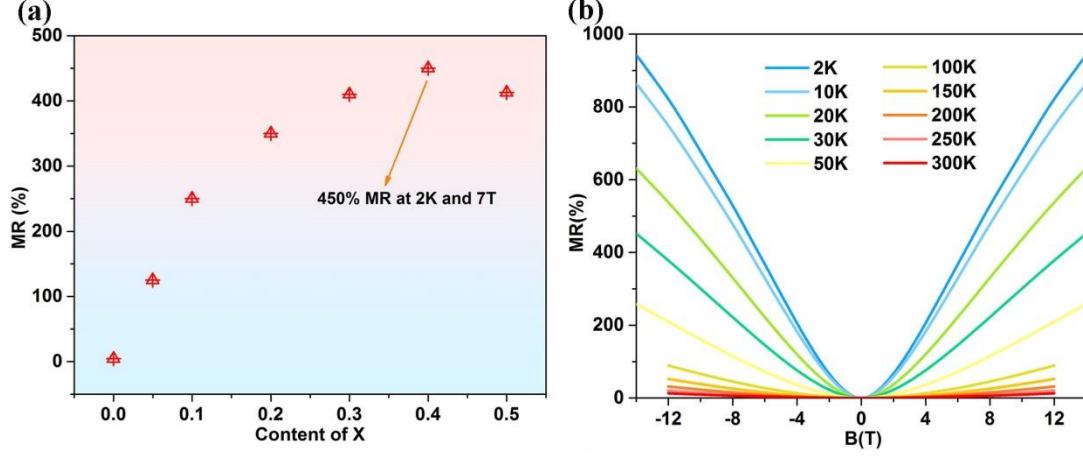 (a)
500
400
300
200
100
0
MR (%)
450% MR at 2K and 7T
0.0 0.1 0.2 0.3 0.4 0.5
Content of X
(b)
1000
800
600
400
200
0
MR(%)
2K 100K
10K 150K
20K 200K
30K 250K
50K 300K
-12 -8 -4 0 4 8 12
B(T)